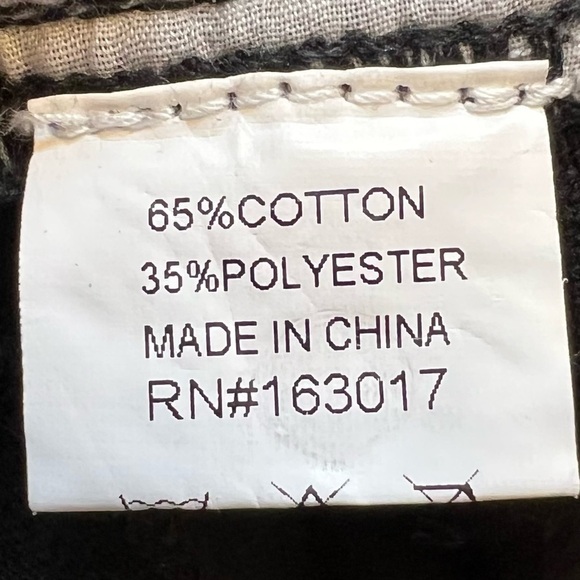 65%COTTON
35%POLYESTER
MADE IN CHINA
RN#163017